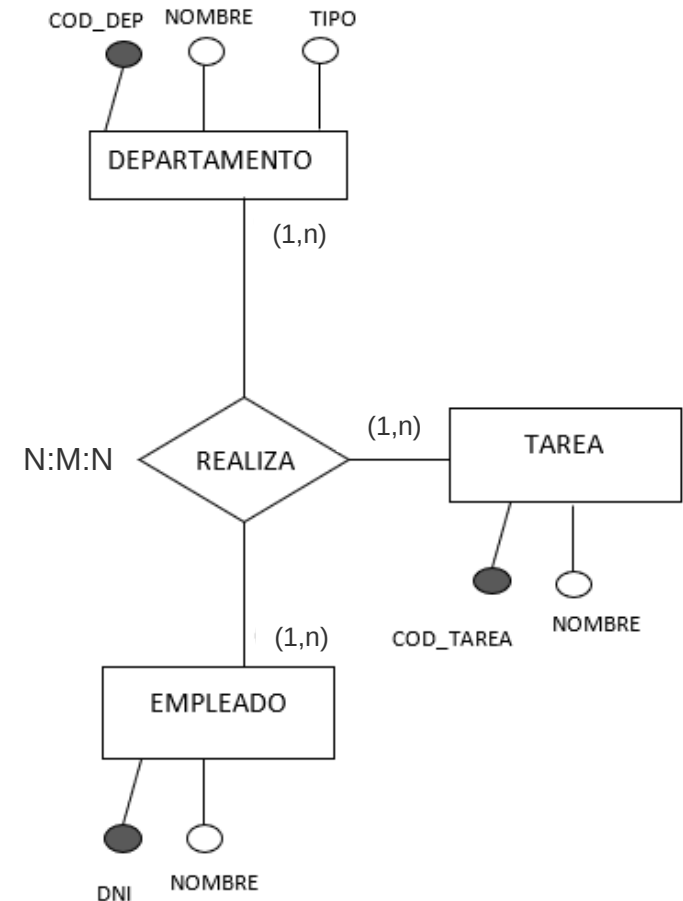 COD_DEP NOMBRE TIPO
DEPARTAMENTO
(1,n)
(1,n)
TAREA
N:M:N
REALIZA
COD_TAREA
NOMBRE
(1,n)
EMPLEADO
DNI
NOMBRE